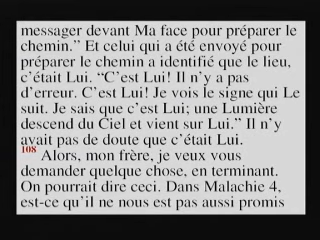 messager devant Ma face pour préparer le
chemin.” Et celui qui a été envoyé pour
préparer le chemin a identifié que le lieu,
c’était Lui. “C’est Lui! Il n’y a pas
d’erreur. C’est Lui! Je vois le signe qui Le
suit. Je sais que c’est Lui; une Lumière
descend du Ciel et vient sur Lui.” Il n’y
avait pas de doute que c’était Lui.
108 Alors, mon frère, je veux vous
demander quelque chose, en terminant.
On pourrait dire ceci. Dans Malachie 4,
est-ce qu’il ne nous est pas aussi promis